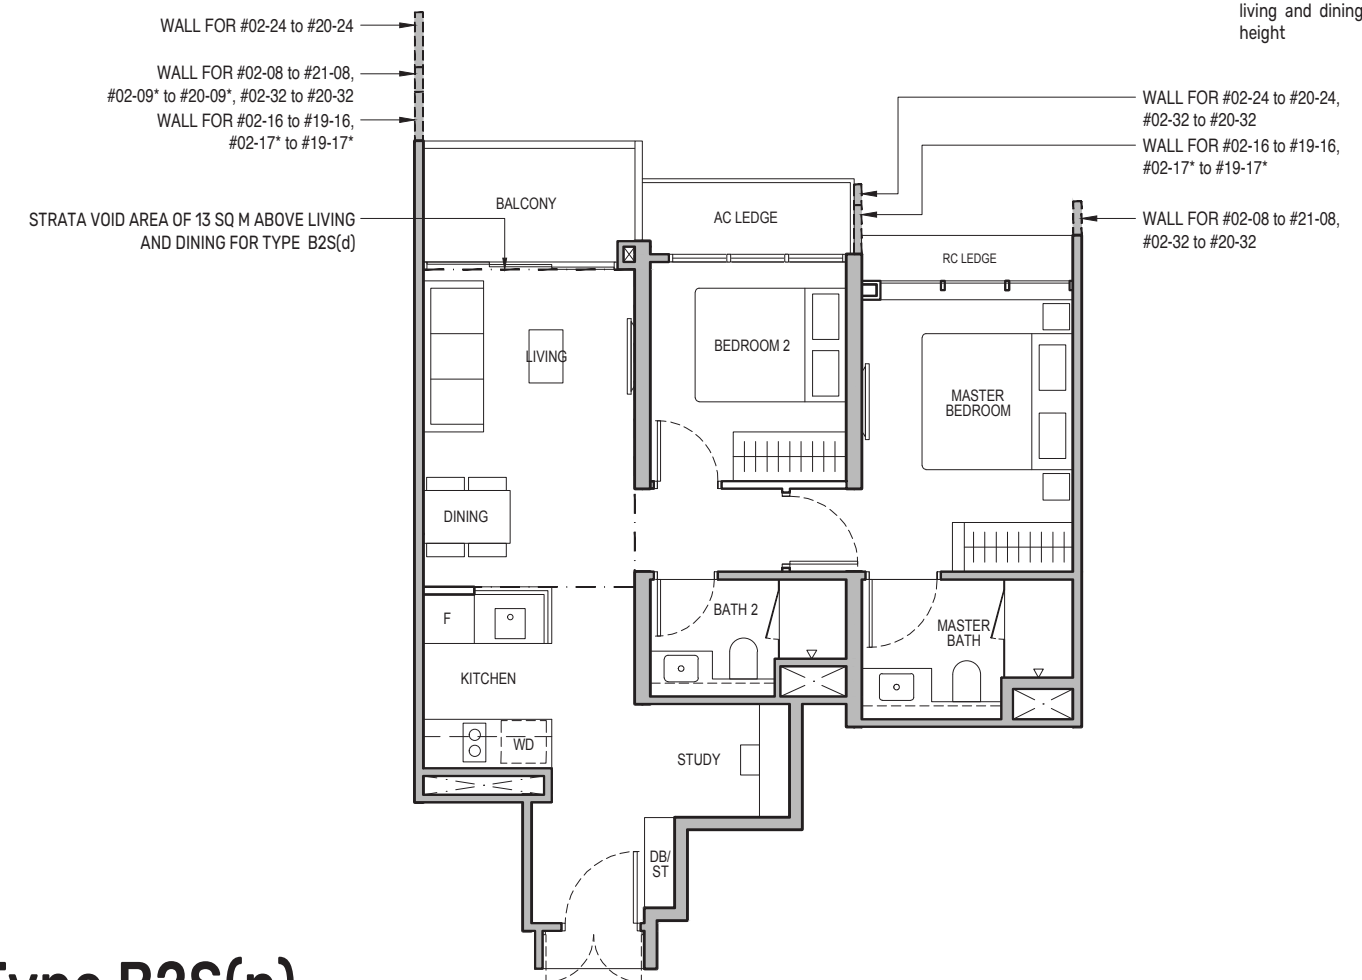 living and dining
height
WALL FOR #02-24 to #20-24
WALL FOR #02-08 to #21-08,
#02-09* to #20-09*, #02-32 to #20-32
WALL FOR #02-16 to #19-16,
#02-17* to #19-17*
STRATA VOID AREA OF 13 SQ M ABOVE LIVING
AND DINING FOR TYPE B2S(d)
WALL FOR #02-24 to #20-24,
#02-32 to #20-32
WALL FOR #02-16 to #19-16,
#02-17* to #19-17*
WALL FOR #02-08 to #21-08,
#02-32 to #20-32
BALCONY
AC LEDGE
RC LEDGE
LIVING
BEDROOM 2
MASTER
BEDROOM
DINING
F
BATH 2
MASTER
BATH
KITCHEN
WD
STUDY
DB/
ST
Type B2S(p)